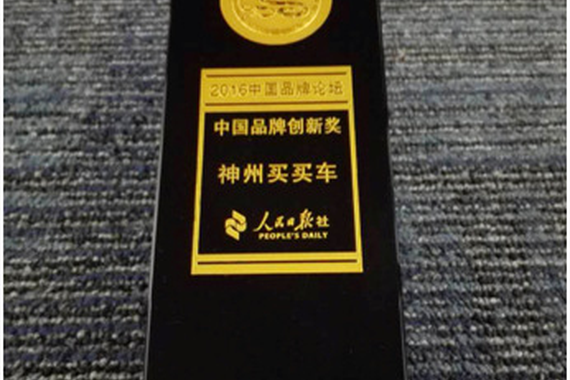 2016中国品牌论坛
中国品牌创新奖
神州买买车
人民日报社
PEOPLE'S DAILY